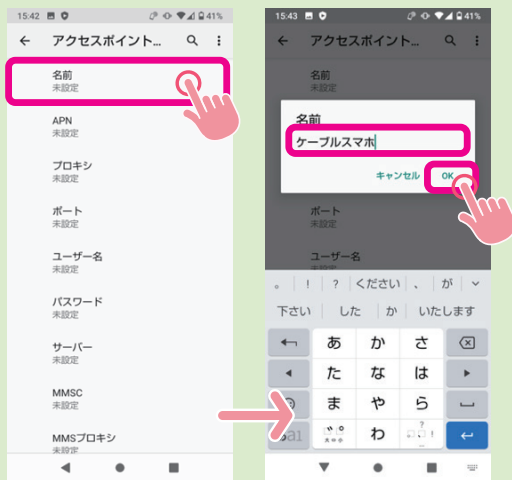 15:42
41%
アクセスポイント...
名前
未設定
APN
未設定
プロキシ
未設定
ポート
未設定
ユーザー名
未設定
パスワード
未設定
サーバー
未設定
MMSC
未設定
MMSプロキシ
未設定
15:43
41%
アクセスポイント...
名前
未設定
名前
ケーブルスマホ
キャンセル
OK
ポート
未設定
ユーザー名
未設定
。 ! ? ください 、 が
下さい した か いたします
あ か さ
た な は
ま や ら
わ